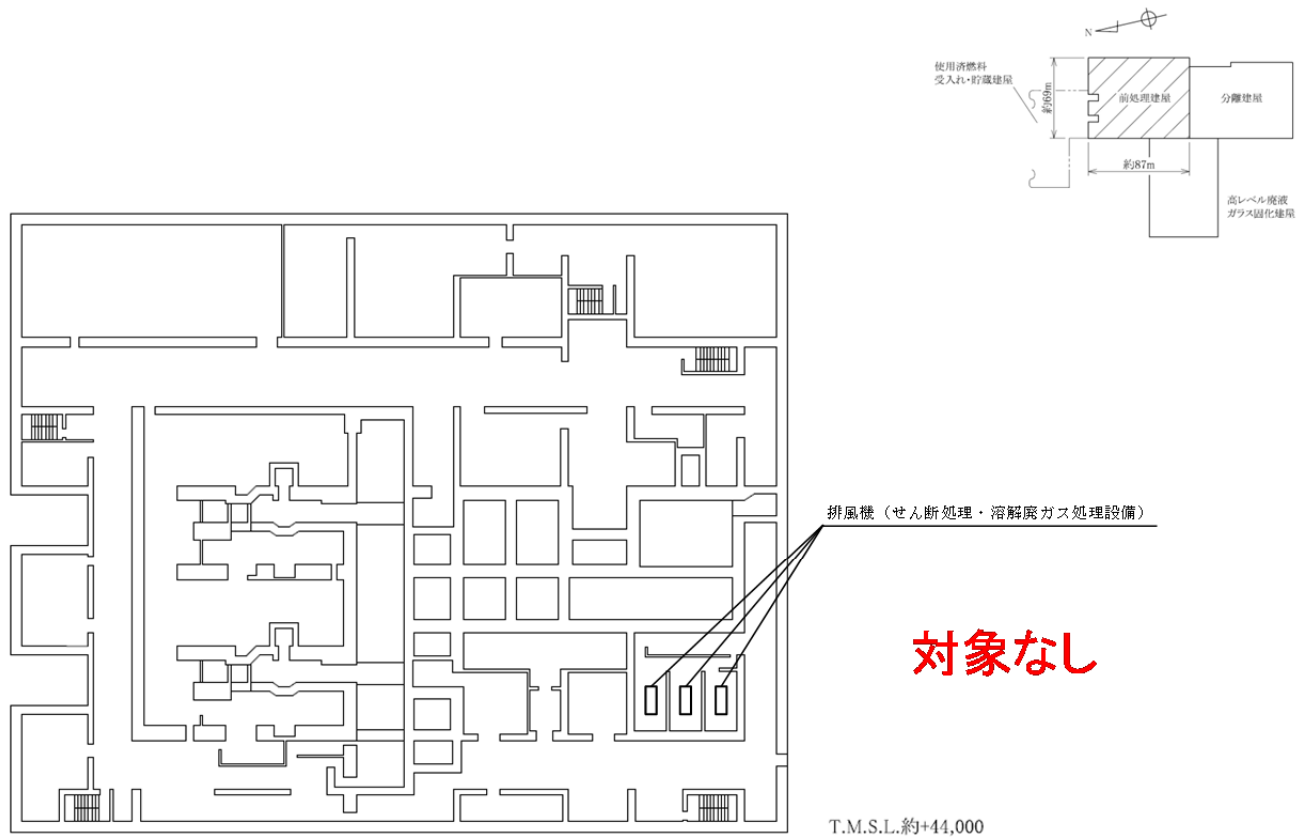 N
使用済燃料
受入れ・貯蔵建屋
約69m
前処理建屋
分離建屋
約87m
高レベル廃液
ガラス固化建屋
排風機（せん断処理・溶解廃ガス処理設備）
対象なし
T.M.S.L.約+44,000